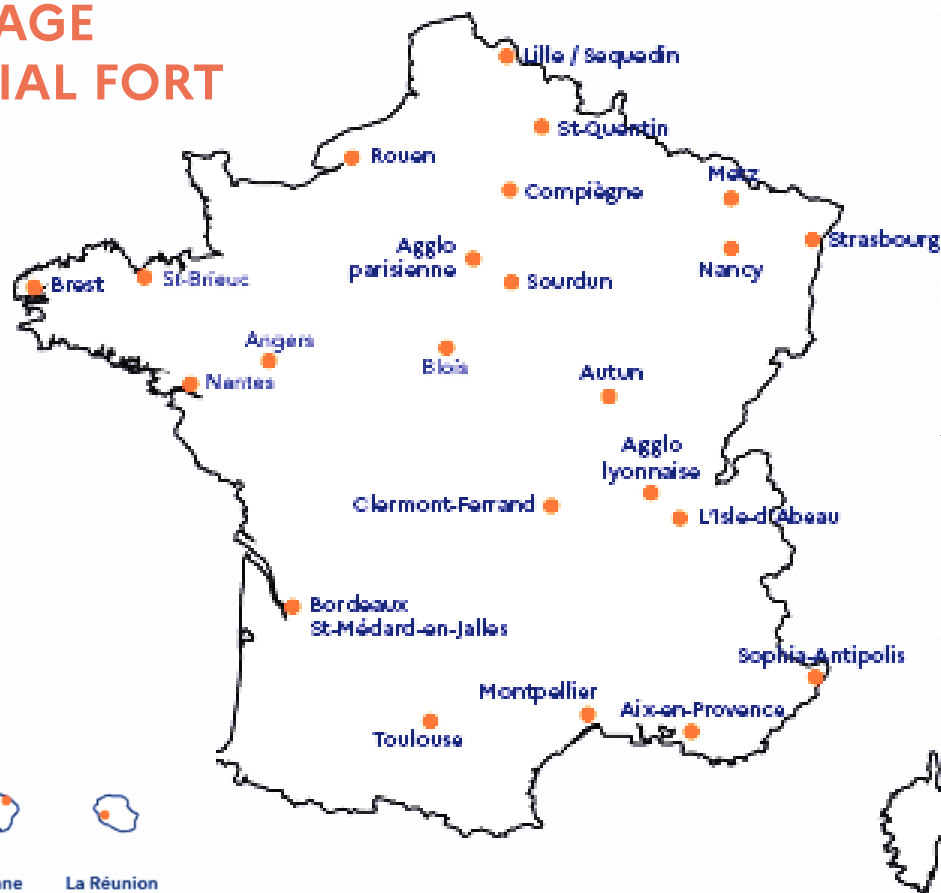 AGE
IAL FORT
Lille / Sequedin
St-Quentin
Rouen
Compiègne
Metz
Strasbourg
Agglo
parisienne
Nancy
Sourdun
Brest
St-Brieuc
Angers
Nantes
Blois
Autun
Agglo
lyonnaise
Clermont-Ferrand
L'Isle-d'Abeau
Bordeaux
St-Médard-en-Jalles
Sophia-Antipolis
Montpellier
Aix-en-Provence
Toulouse
ne
La Réunion